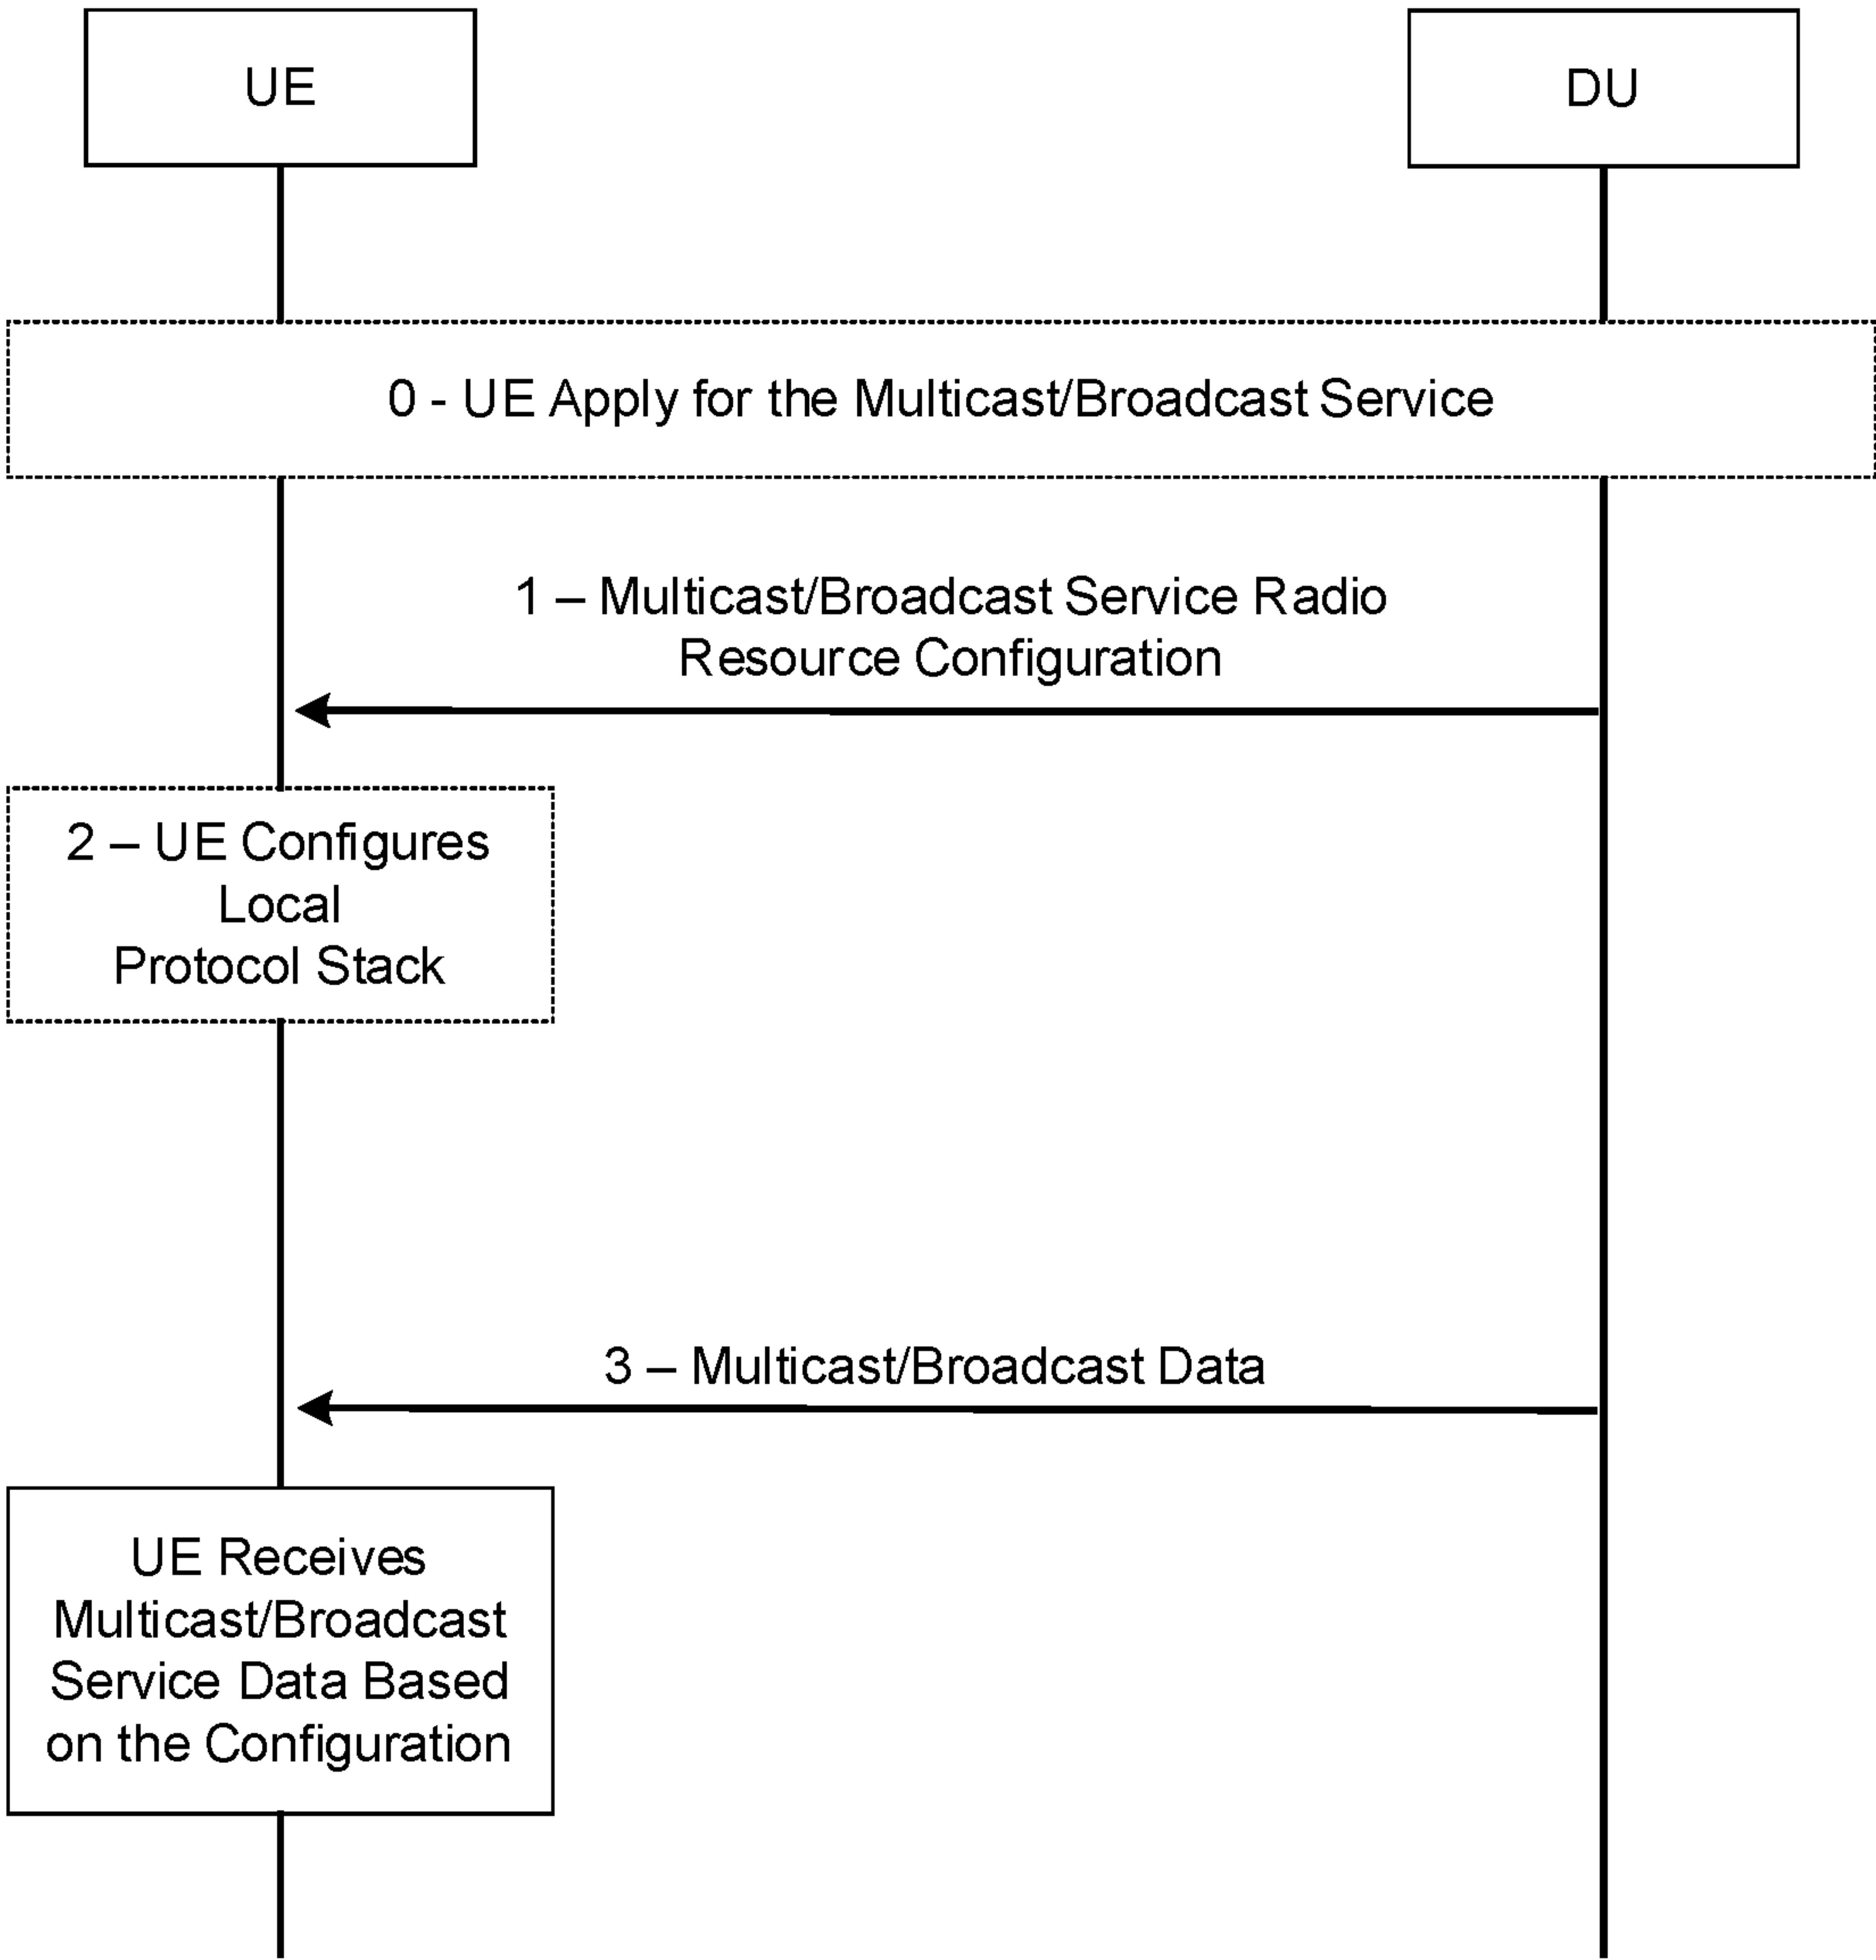 UE
DU
0 - UE Apply for the Multicast/Broadcast Service
1 – Multicast/Broadcast Service Radio
Resource Configuration
2 – UE Configures
Local
Protocol Stack
3 – Multicast/Broadcast Data
UE Receives
Multicast/Broadcast
Service Data Based
on the Configuration